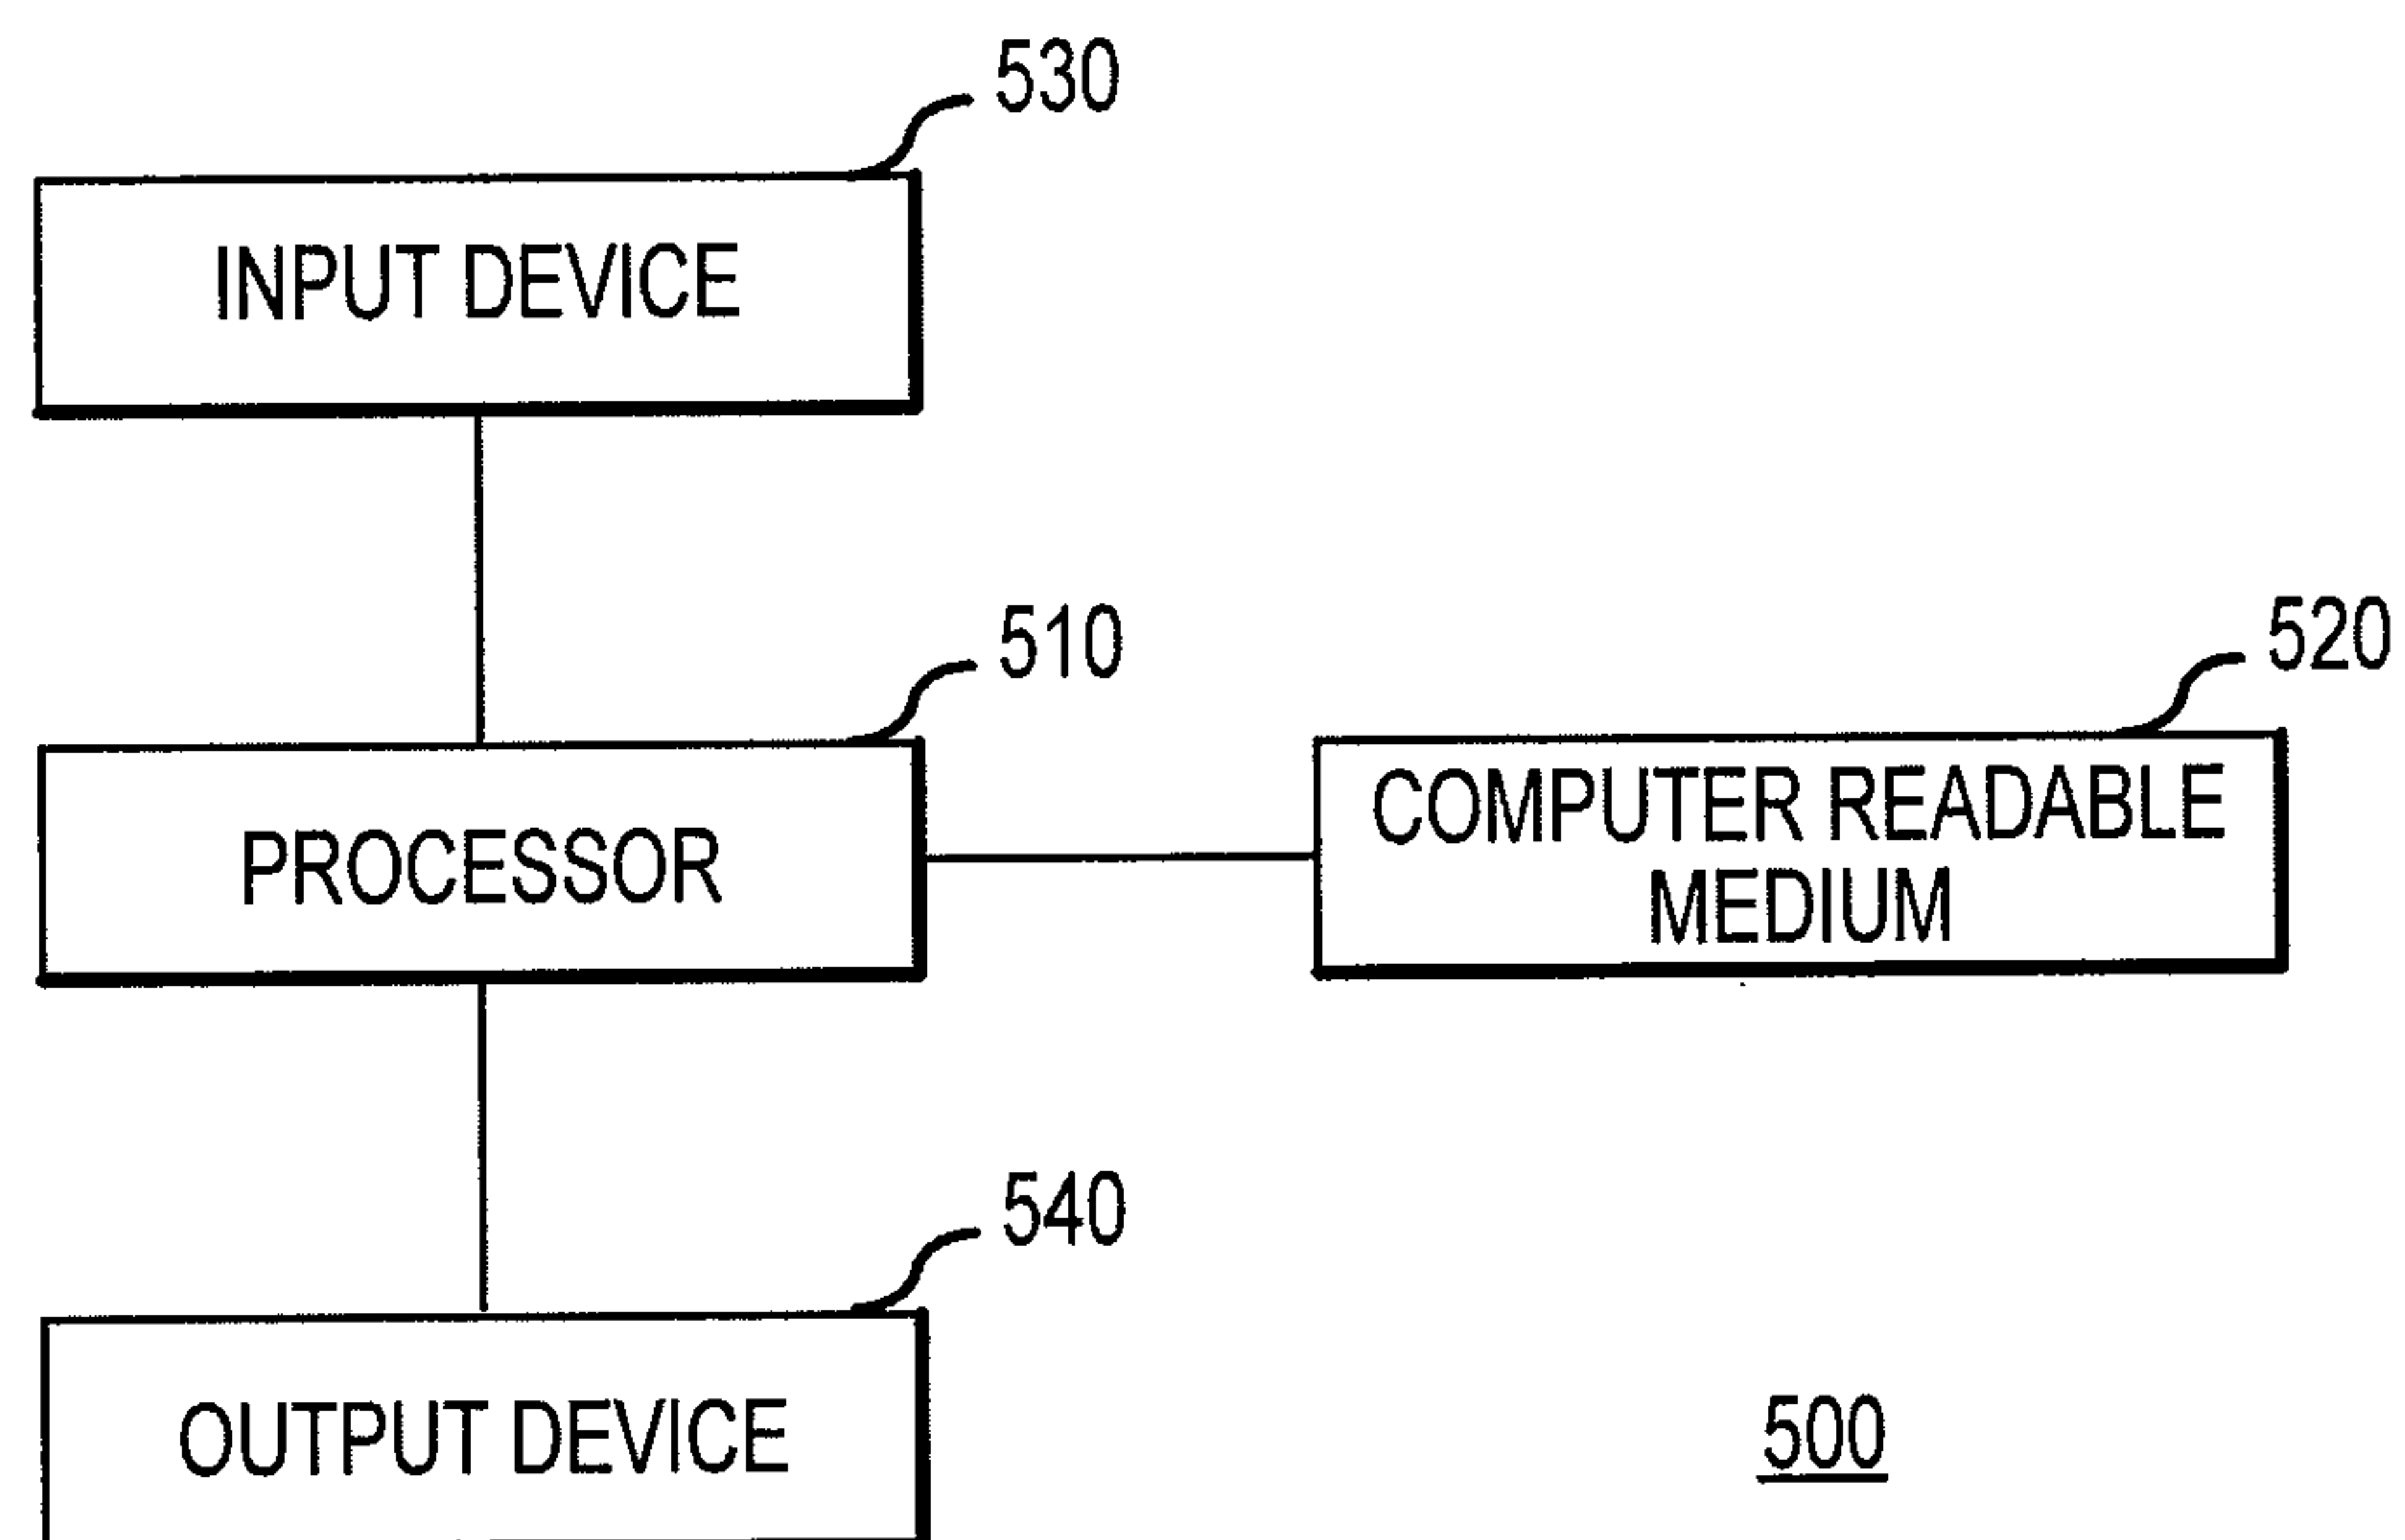 530
INPUT DEVICE
510
520
PROCESSOR
COMPUTER READABLE
MEDIUM
540
OUTPUT DEVICE
500